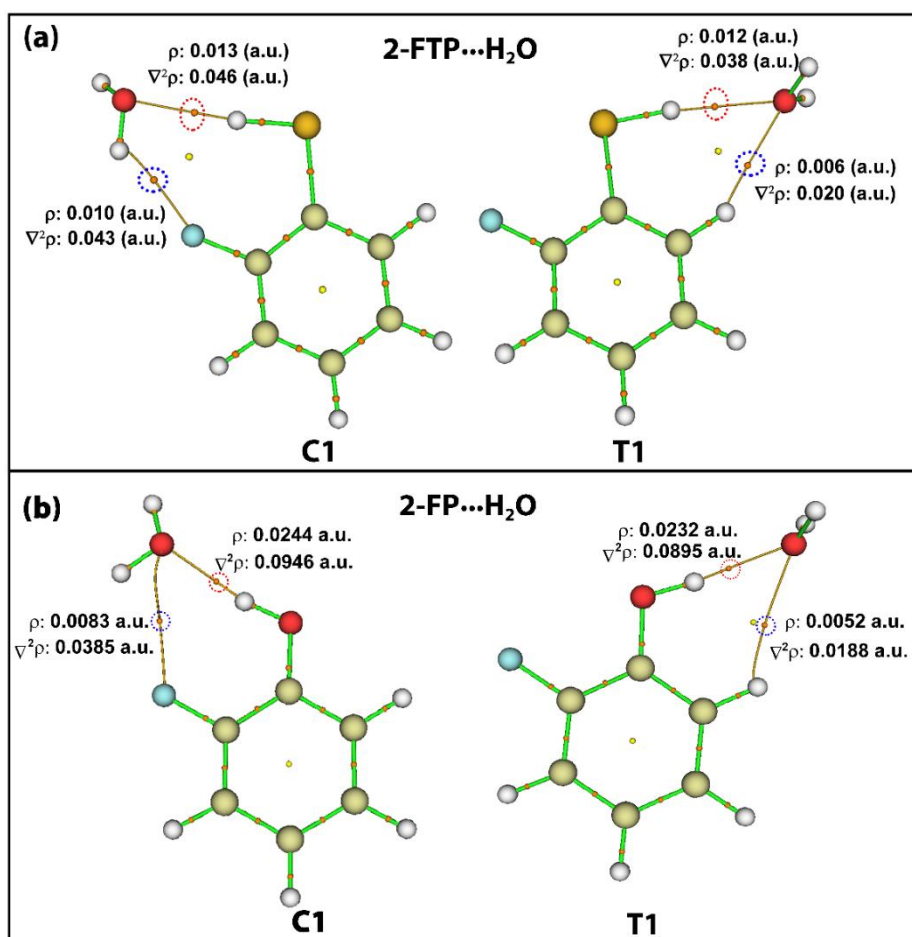 (a)
2-FTP···H₂O
ρ: 0.013 (a.u.)
∇²ρ: 0.046 (a.u.)
ρ: 0.012 (a.u.)
∇²ρ: 0.038 (a.u.)
ρ: 0.010 (a.u.)
∇²ρ: 0.043 (a.u.)
ρ: 0.006 (a.u.)
∇²ρ: 0.020 (a.u.)
C1
T1
(b)
2-FP···H₂O
ρ: 0.0244 a.u.
∇²ρ: 0.0946 a.u.
ρ: 0.0232 a.u.
∇²ρ: 0.0895 a.u.
ρ: 0.0083 a.u.
∇²ρ: 0.0385 a.u.
ρ: 0.0052 a.u.
∇²ρ: 0.0188 a.u.
C1
T1